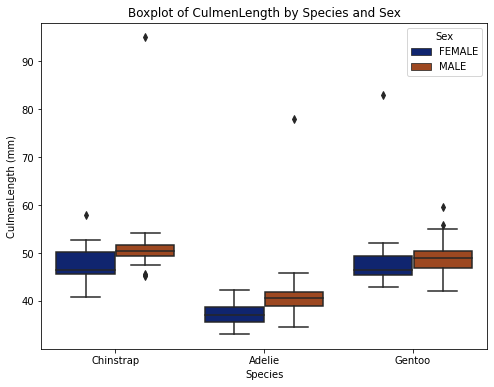 Boxplot of CulmenLength by Species and Sex
Sex
FEMALE
MALE
CulmenLength (mm)
90
80
70
60
50
40
Chinstrap Adelie Gentoo
Species